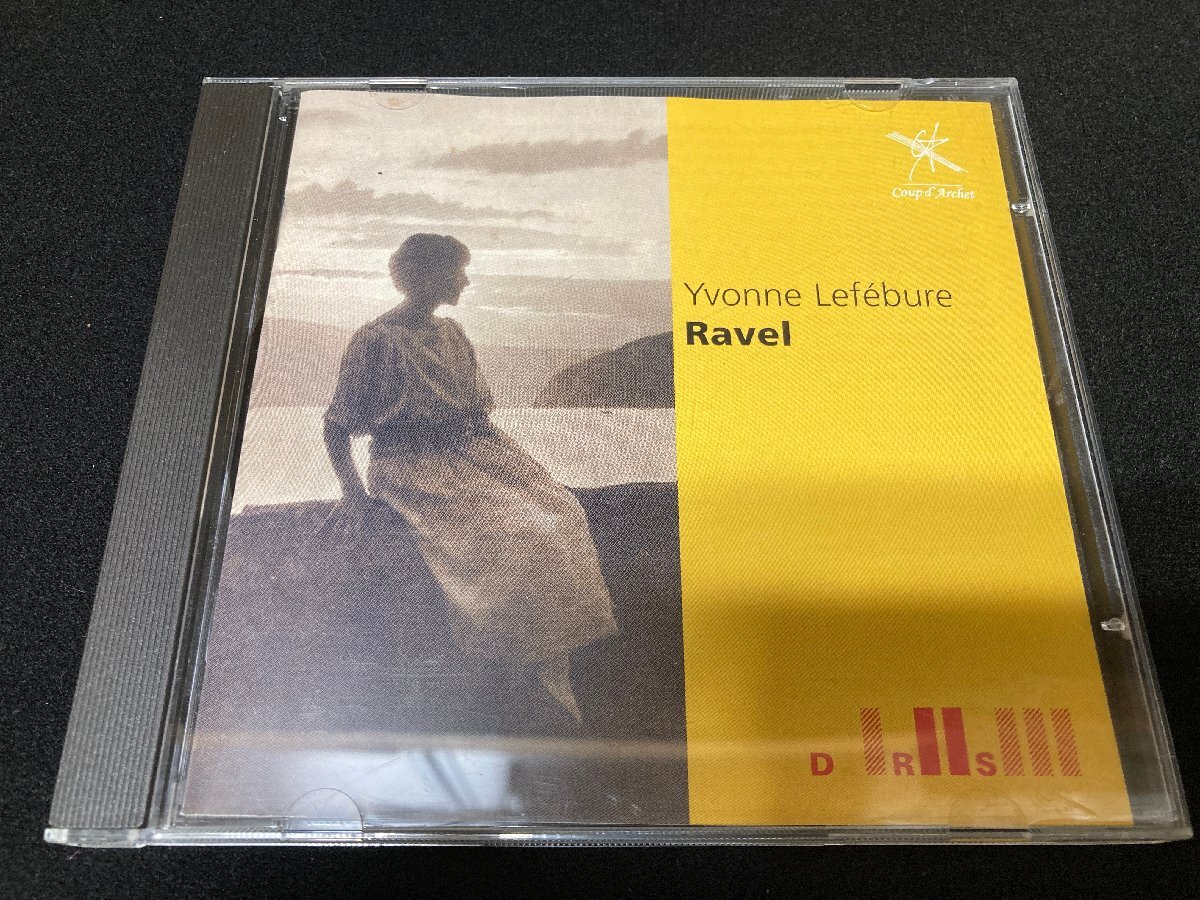 Coup d'Archet
Yvonne Lefébure
Ravel
D R S